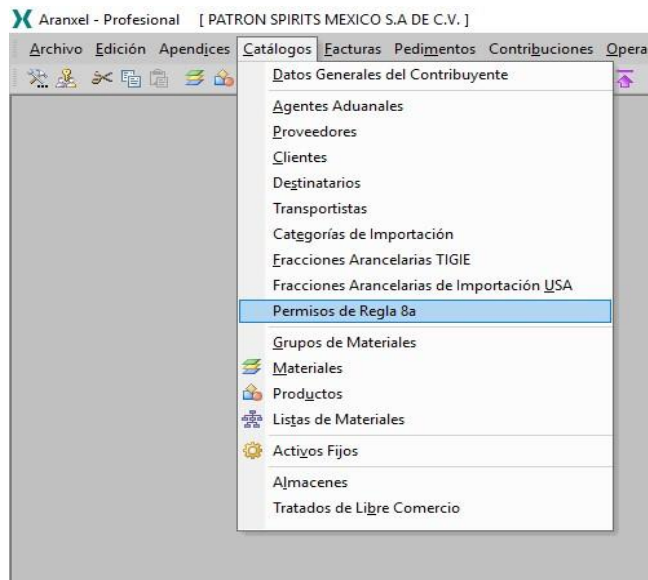 Aranxel - Profesional [ PATRON SPIRITS MEXICO S.A DE C.V. ]
Archivo Edición Apendices Catálogos Facturas Pedimentos Contribuciones Opera
Datos Generales del Contribuyente
Agentes Aduanales
Proveedores
Clientes
Destinatarios
Transportistas
Categorías de Importación
Fracciones Arancelarias TIGIE
Fracciones Arancelarias de Importación USA
Permisos de Regla 8a
Grupos de Materiales
Materiales
Productos
Listas de Materiales
Activos Fijos
Almacenes
Tratados de Libre Comercio